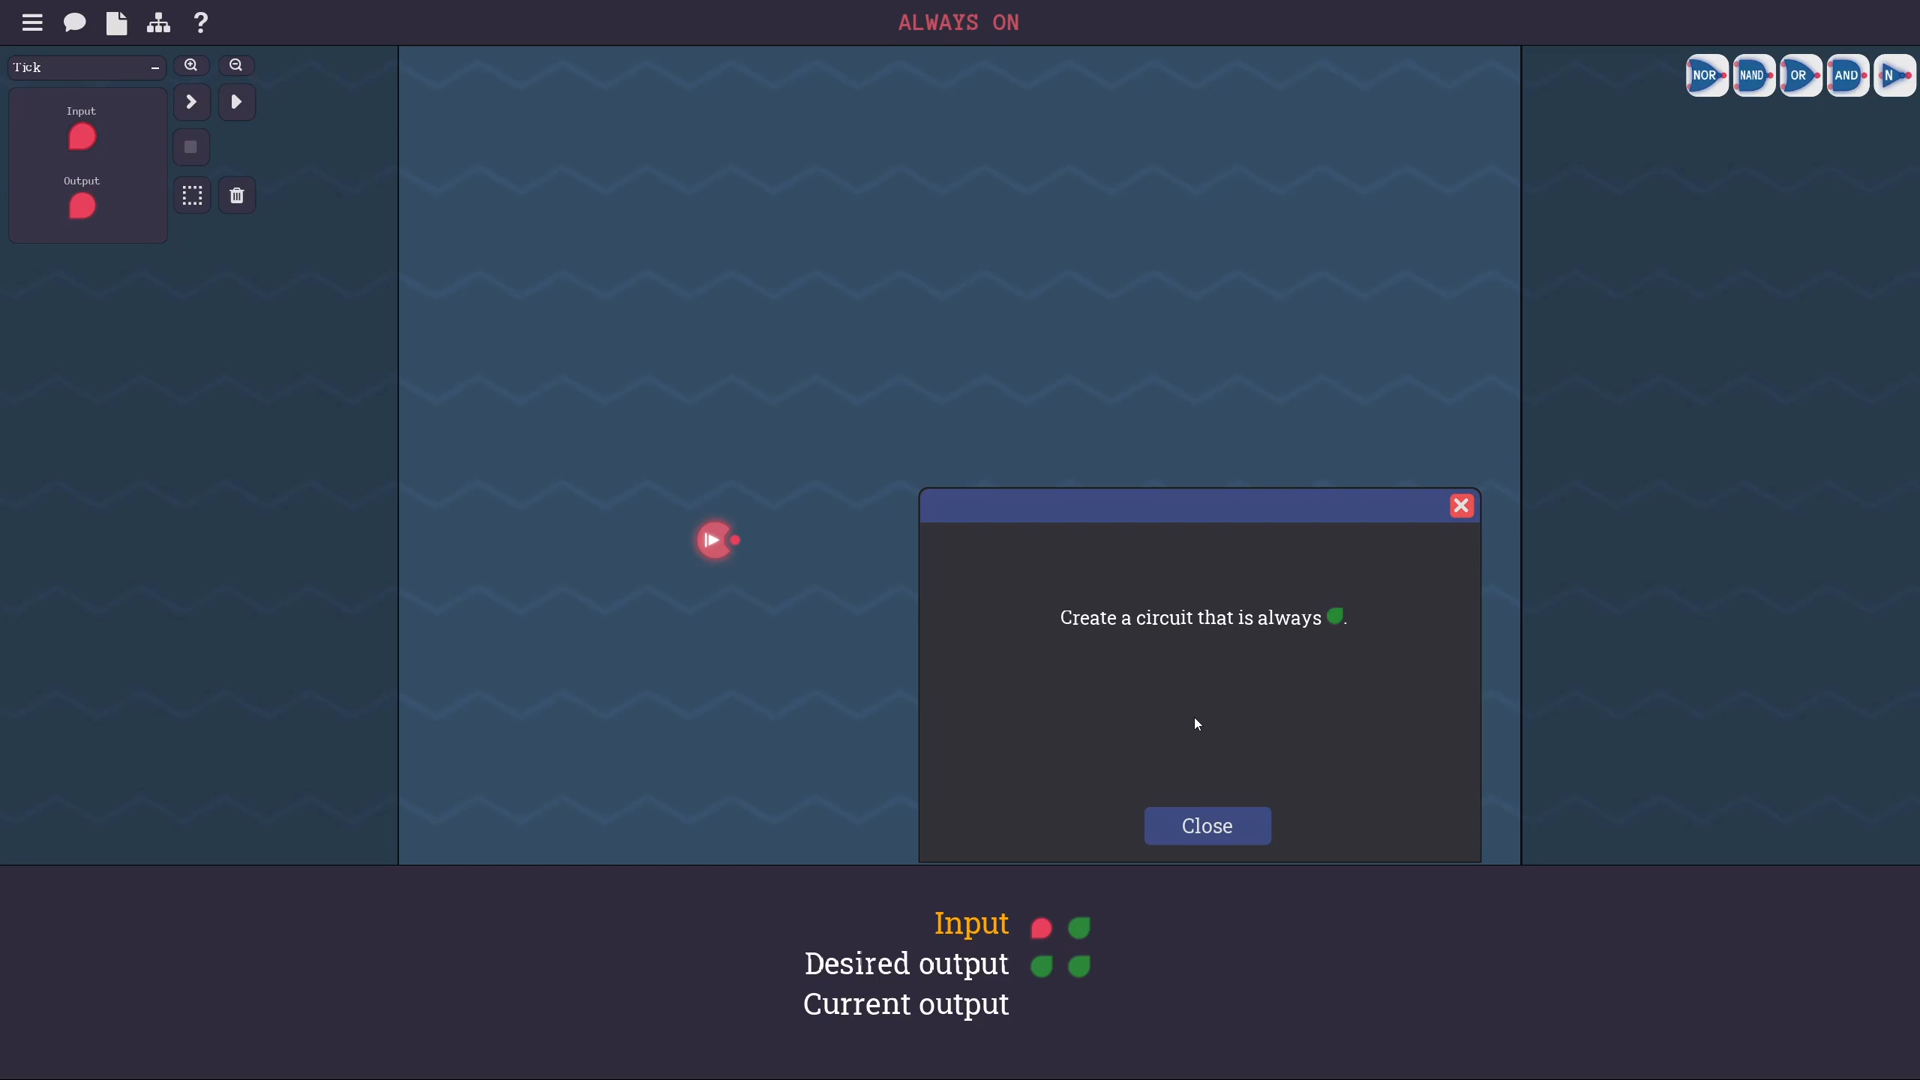 ALWAYS ON
Tick
Input
Output
NOR NAND OR AND N
Create a circuit that is always .
Close
Input
Desired output
Current output